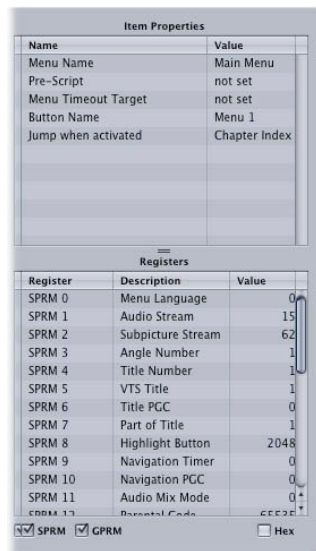 Item Properties
Name Value
Menu Name Main Menu
Pre-Script not set
Menu Timeout Target not set
Button Name Menu 1
Jump when activated Chapter Index
Registers
Register Description Value
SPRM 0 Menu Language 0
SPRM 1 Audio Stream 15
SPRM 2 Subpicture Stream 62
SPRM 3 Angle Number 1
SPRM 4 Title Number 1
SPRM 5 VTS Title 1
SPRM 6 Title PGC 0
SPRM 7 Part of Title 1
SPRM 8 Highlight Button 2048
SPRM 9 Navigation Timer 0
SPRM 10 Navigation PGC 0
SPRM 11 Audio Mix Mode 0
SPRM 12 Parental Code 65535
SPRM GPRM Hex